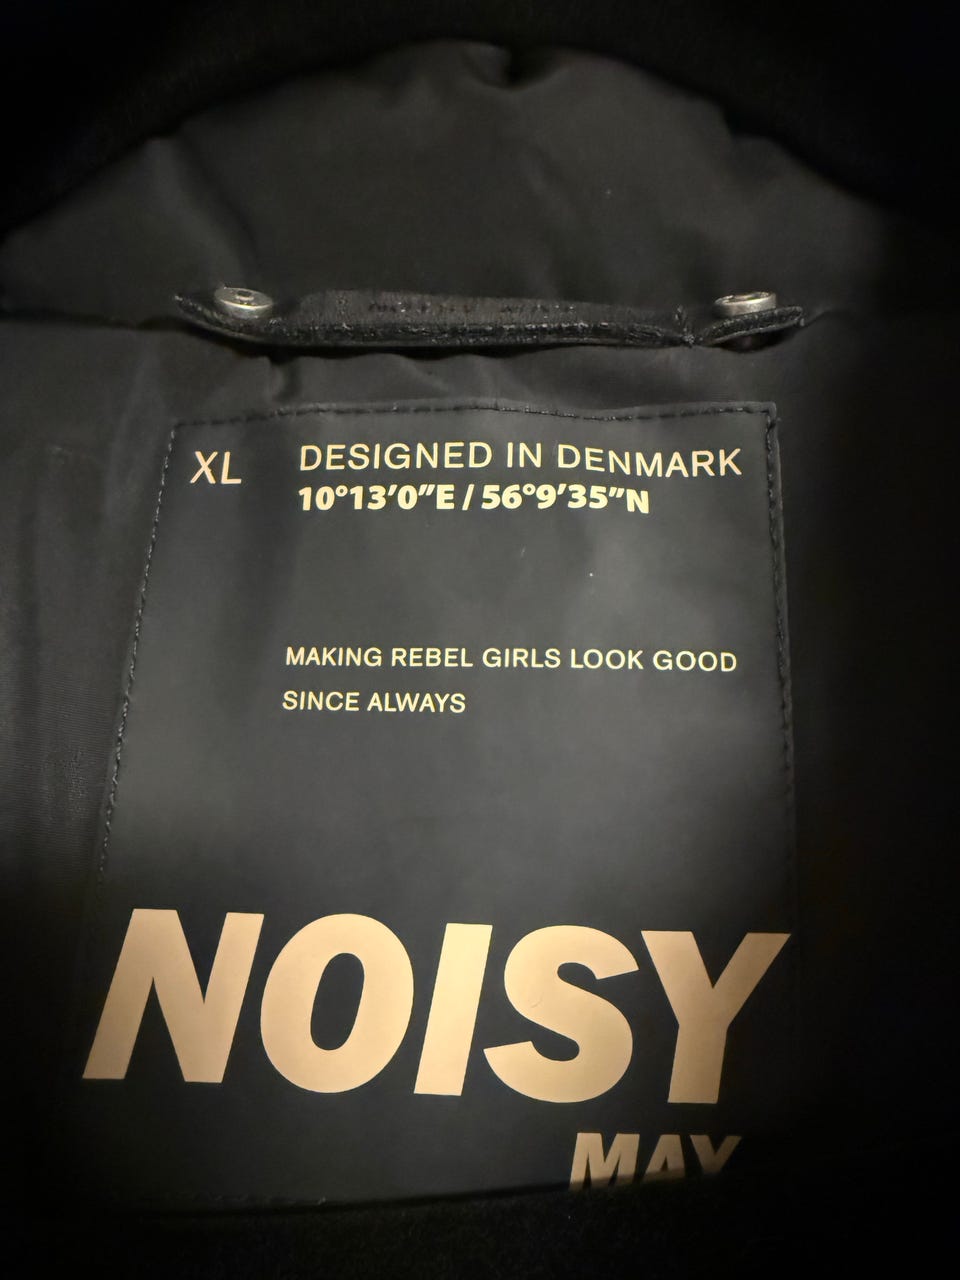 XL
DESIGNED IN DENMARK
10°13'0"E / 56°9'35"N
MAKING REBEL GIRLS LOOK GOOD
SINCE ALWAYS
NOISY
MAY